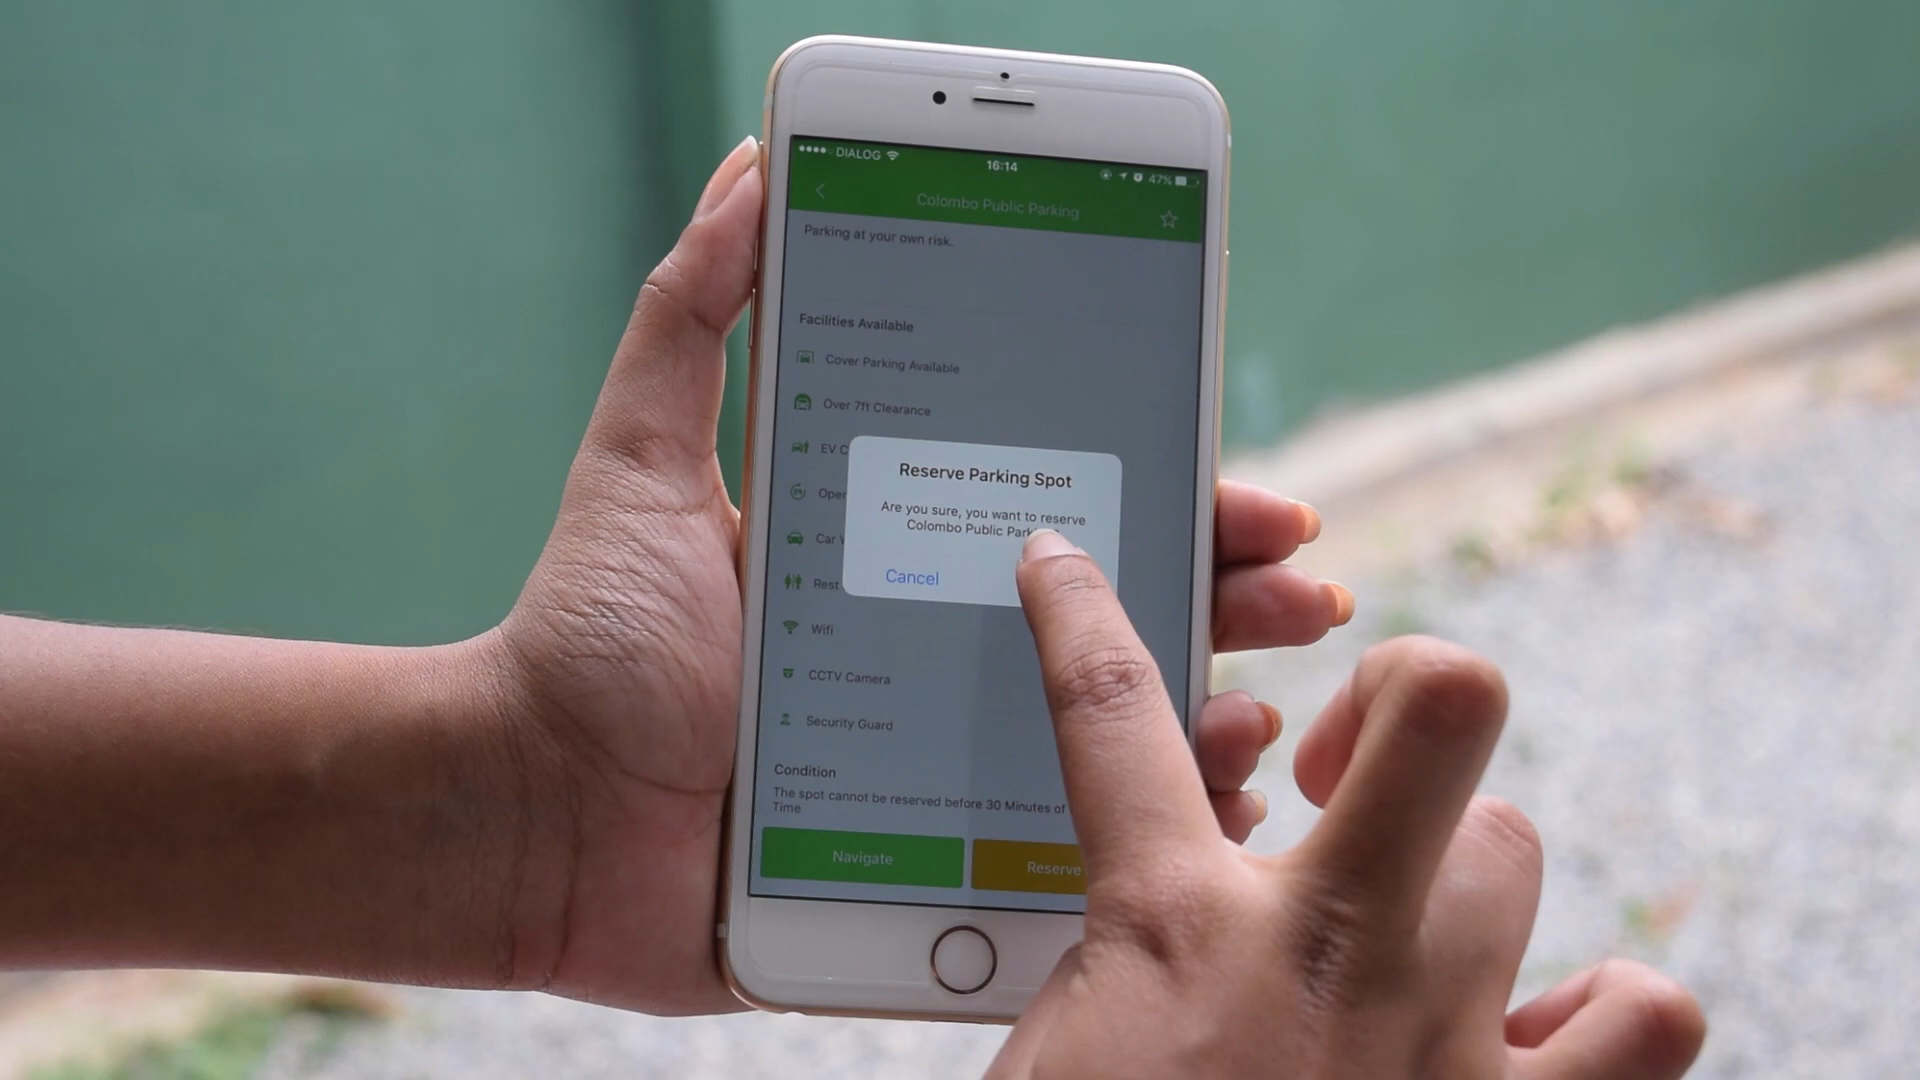 DIALOG
16:14
47%
Colombo Public Parking
Parking at your own risk.
Facilities Available
Cover Parking Available
Over 7ft Clearance
EV
Car
Rest
Wifi
CCTV Camera
Security Guard
Reserve Parking Spot
Are you sure, you want to reserve
Colombo Public
Cancel
Condition
The spot cannot be reserved before 30 Minutes of
Time
Navigate
Reserve